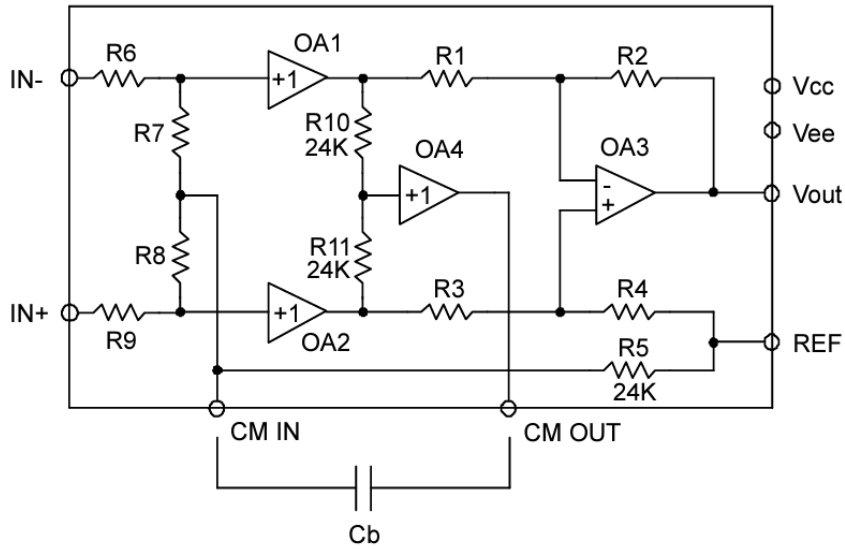 OA1
R6
R1
R2
IN-
+1
Vcc
R7
R10
24K
OA4
OA3
Vee
+1
-
+
Vout
R8
R11
24K
R3
R4
IN+
+1
R9
OA2
R5
24K
REF
CM IN
CM OUT
Cb